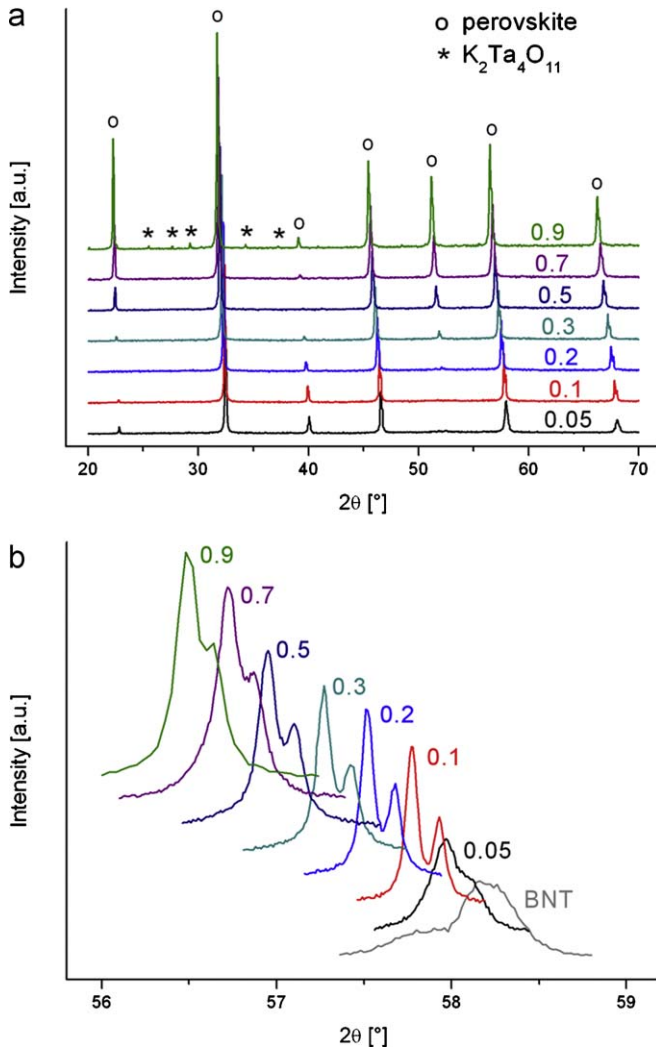 a
o perovskite
* K₂Ta₄O₁₁
Intensity [a.u.]
o
o
* * * * *
o
o
o
o
o
0.9
0.7
0.5
0.3
0.2
0.1
0.05
20 30 40 50 60 70
2θ [°]
b
Intensity [a.u.]
0.9
0.7
0.5
0.3
0.2
0.1
0.05
BNT
56 57 58 59
2θ [°]